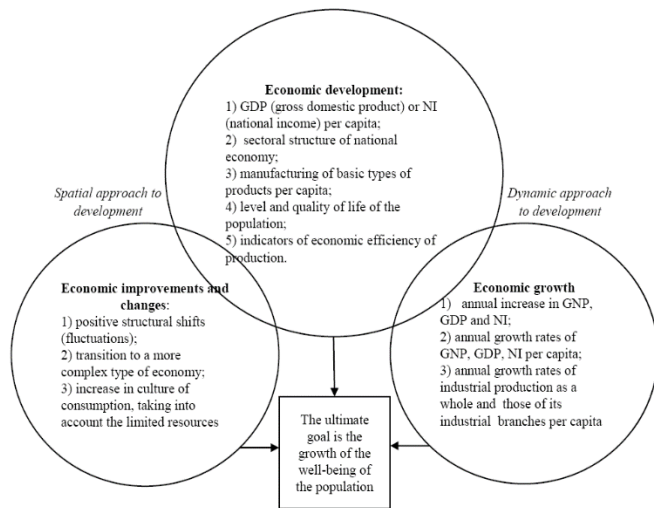 Economic development:
1) GDP (gross domestic product) or NI
(national income) per capita;
2) sectoral structure of national
economy;
3) manufacturing of basic types of
products per capita;
4) level and quality of life of the
population;
5) indicators of economic efficiency of
production.
Spatial approach to
development
Dynamic approach
to development
Economic improvements and
changes:
1) positive structural shifts
(fluctuations);
2) transition to a more
complex type of economy;
3) increase in culture of
consumption, taking into
account the limited resources
Economic growth
1) annual increase in GNP,
GDP and NI;
2) annual growth rates of
GNP, GDP, NI per capita;
3) annual growth rates of
industrial production as a
whole and those of its
industrial branches per capita
The ultimate
goal is the
growth of the
well-being of
the population